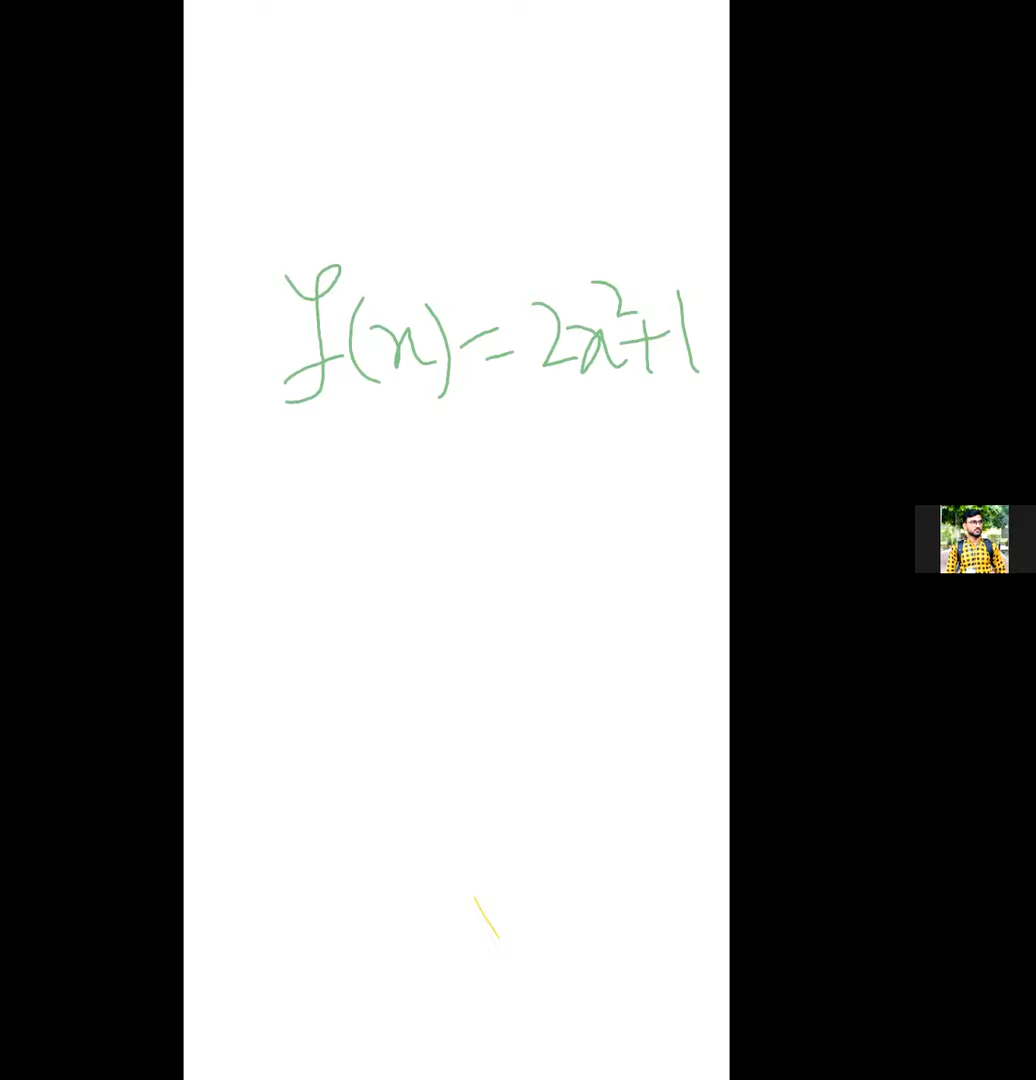 f(x) = 2x²+1